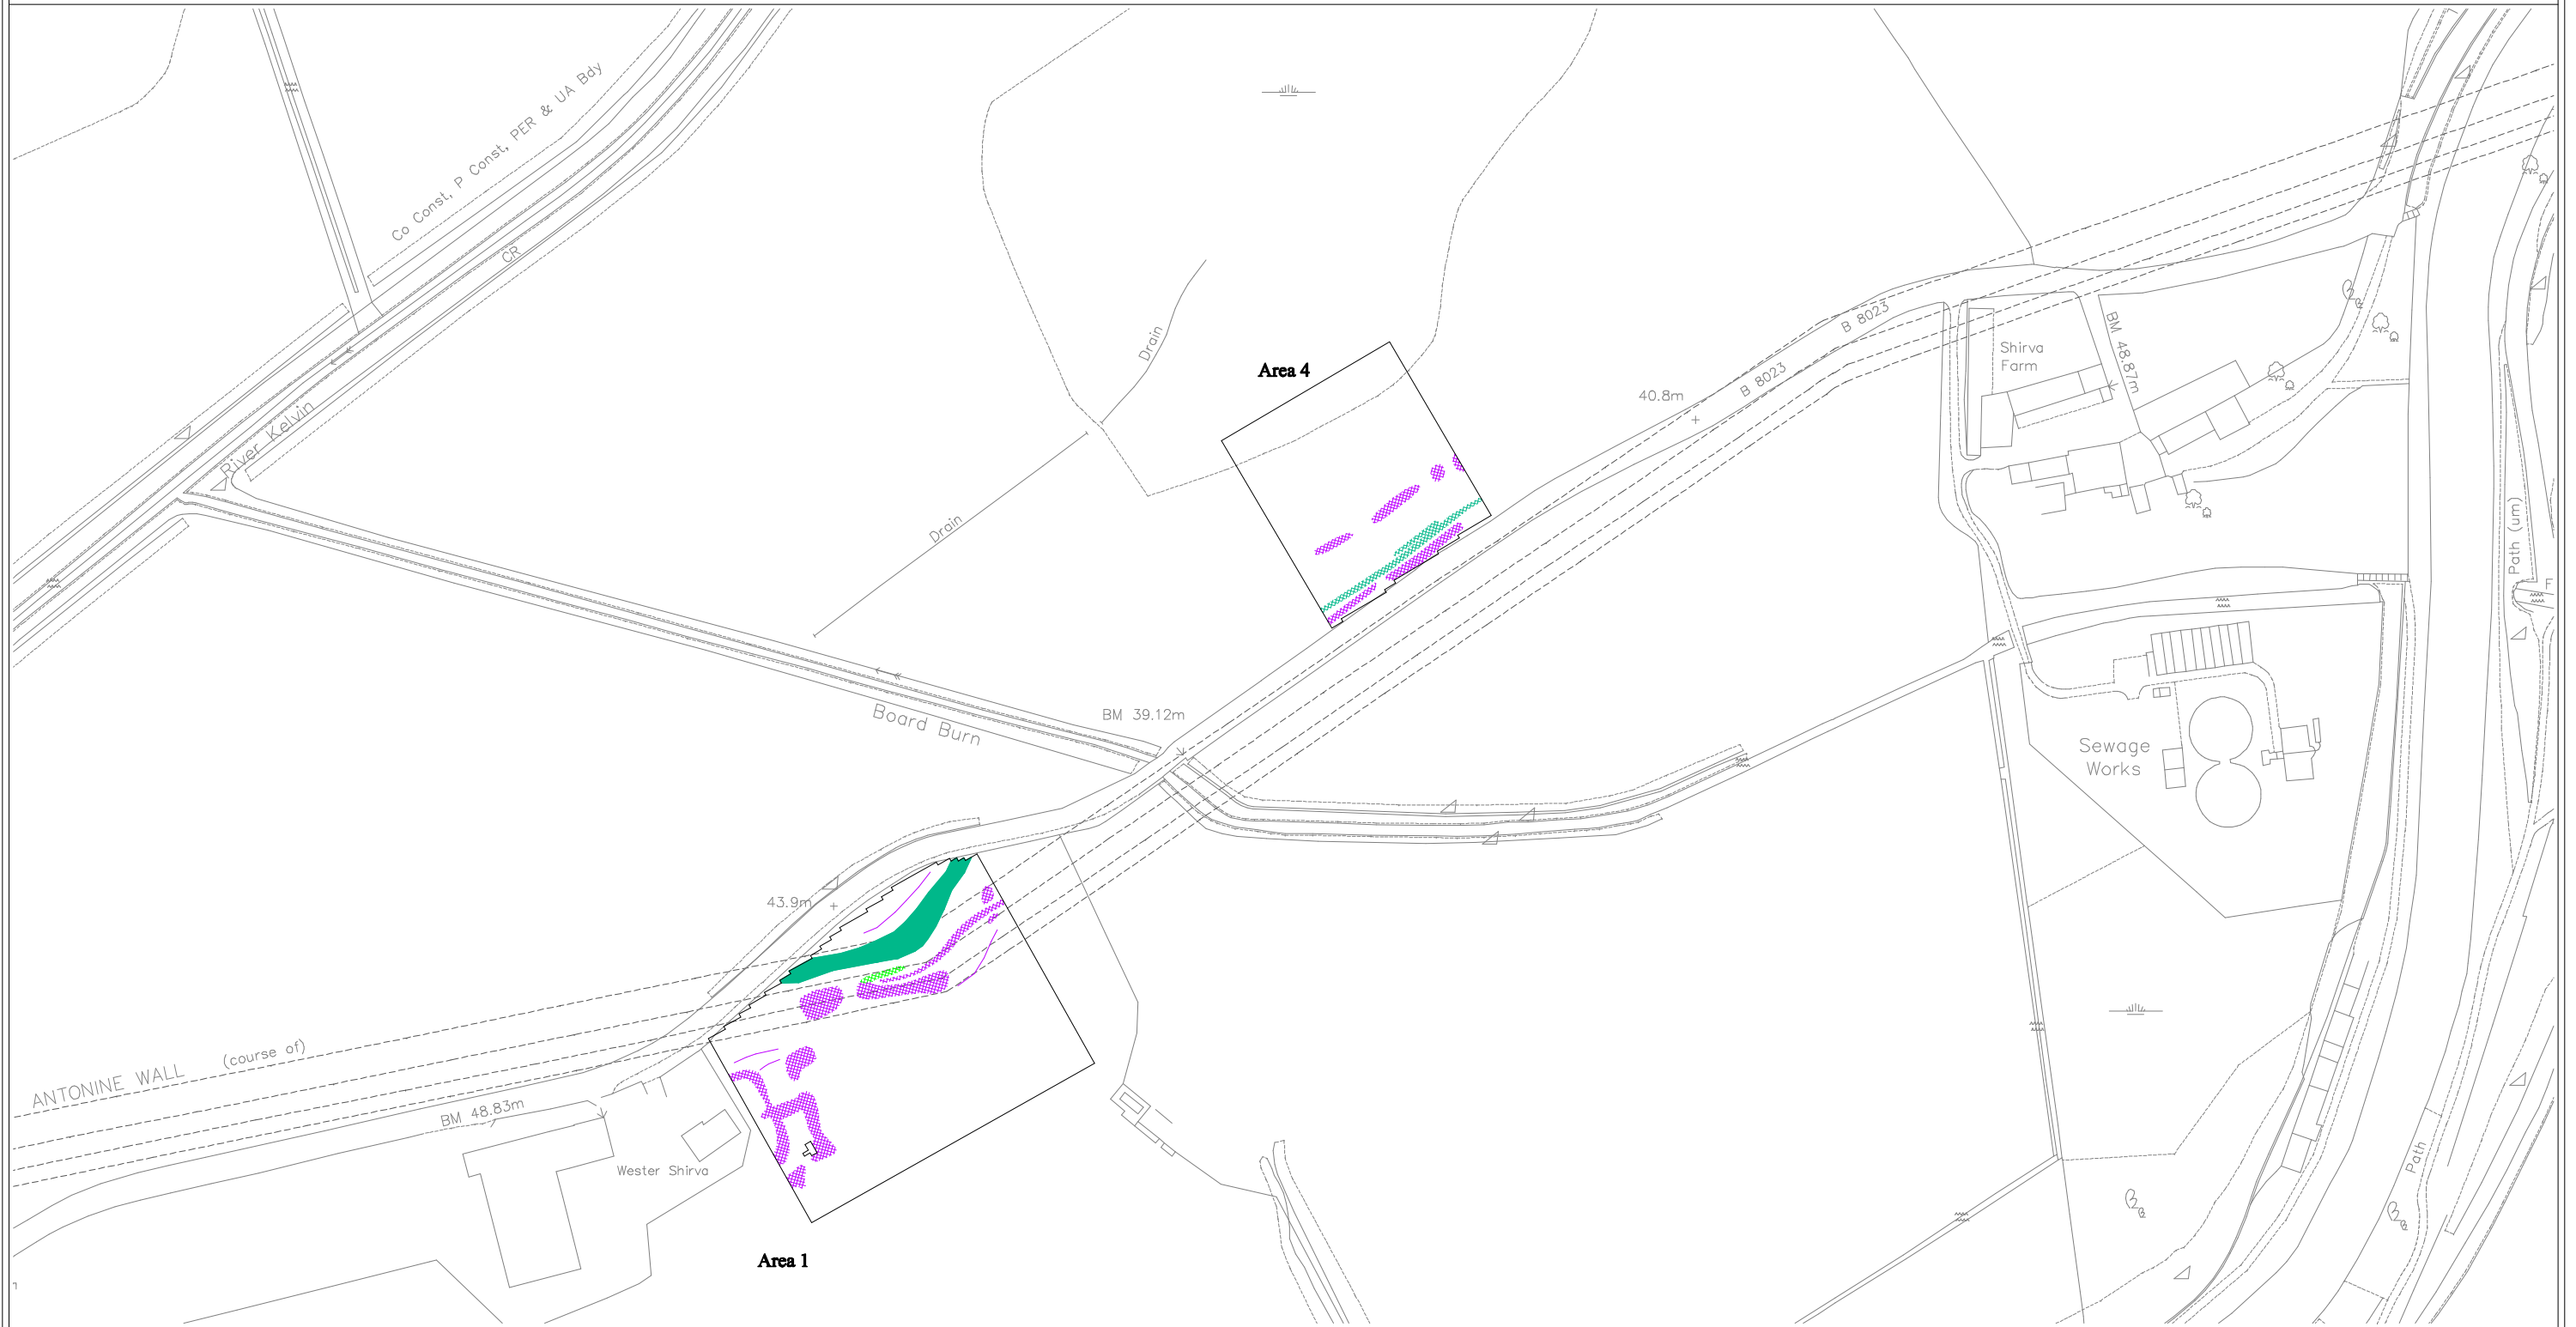 Co Const, P Const, PER & UA Bdy
CR
River Kelvin
Drain
Drain
Area 4
40.8m
B 8023
B 8023
Shirva
Farm
BM 48.87m
Path (um)
F
BM 39.12m
Board Burn
Sewage
Works
43.9m
ANTONINE WALL (course of)
BM 48.83m
Wester Shirva
Path
Area 1